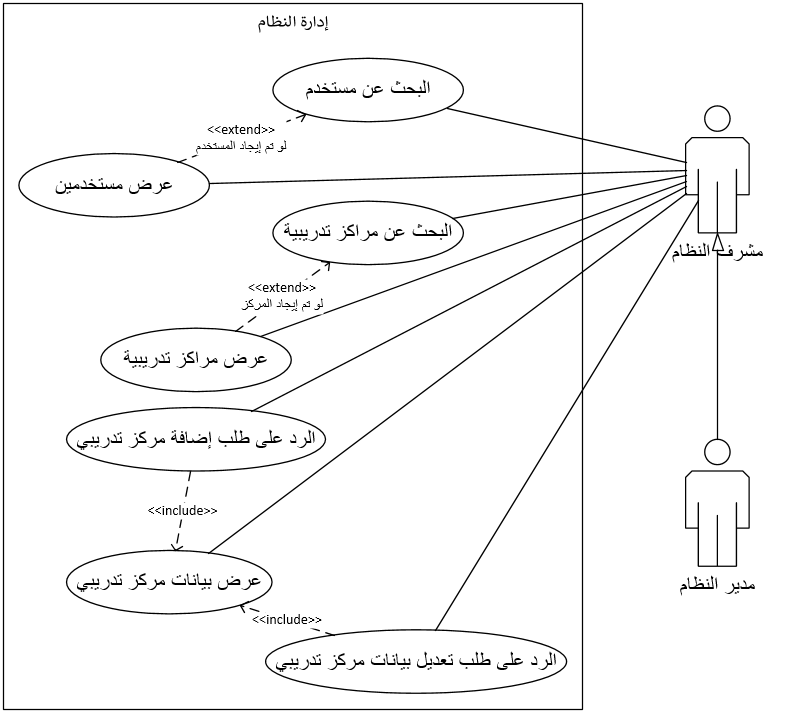 إدارة النظام
البحث عن مستخدم
<<extend>>
لو تم إيجاد المستخدم
عرض مستخدمين
البحث عن مراكز تدريبية
مشرف النظام
<<extend>>
لو تم إيجاد المركز
عرض مراكز تدريبية
الرد على طلب إضافة مركز تدريبي
<<include>>
عرض بيانات مركز تدريبي
مدير النظام
<<include>>
الرد على طلب تعديل بيانات مركز تدريبي